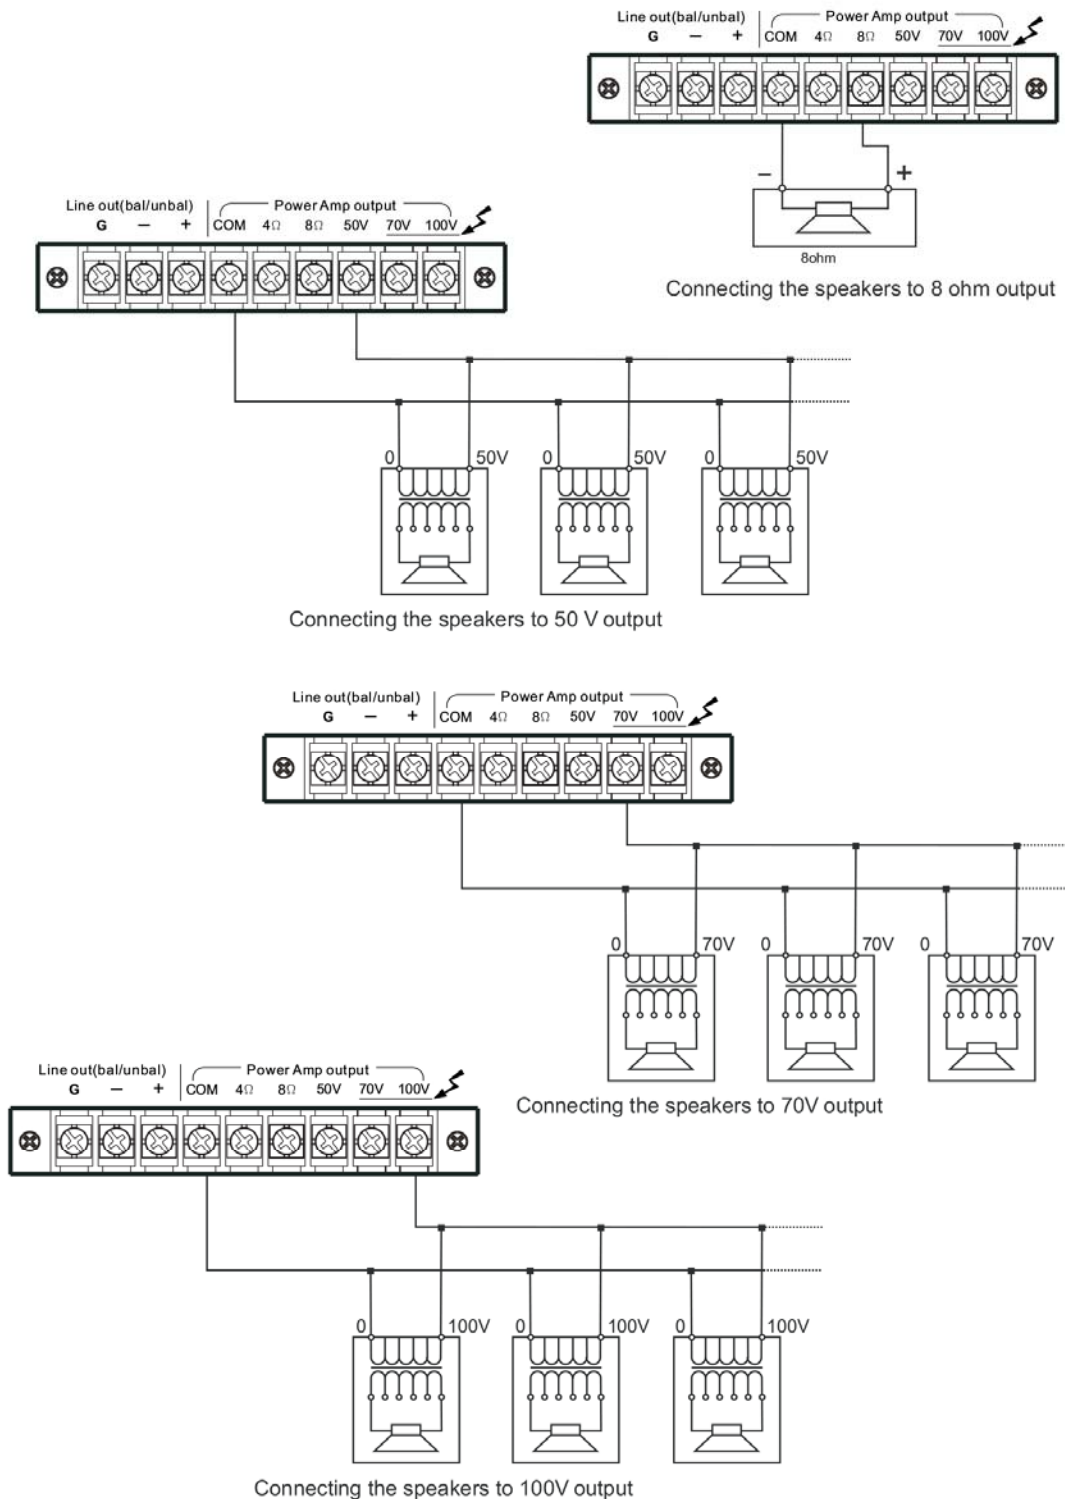 Line out(bal/unbal) Power Amp output
G — + COM 4Ω 8Ω 50V 70V 100V
— +
8ohm
Connecting the speakers to 8 ohm output
Line out(bal/unbal) Power Amp output
G — + COM 4Ω 8Ω 50V 70V 100V
0 50V 0 50V 0 50V
Connecting the speakers to 50 V output
Line out(bal/unbal) Power Amp output
G — + COM 4Ω 8Ω 50V 70V 100V
0 70V 0 70V 0 70V
Connecting the speakers to 70V output
Line out(bal/unbal) Power Amp output
G — + COM 4Ω 8Ω 50V 70V 100V
0 100V 0 100V 0 100V
Connecting the speakers to 100V output